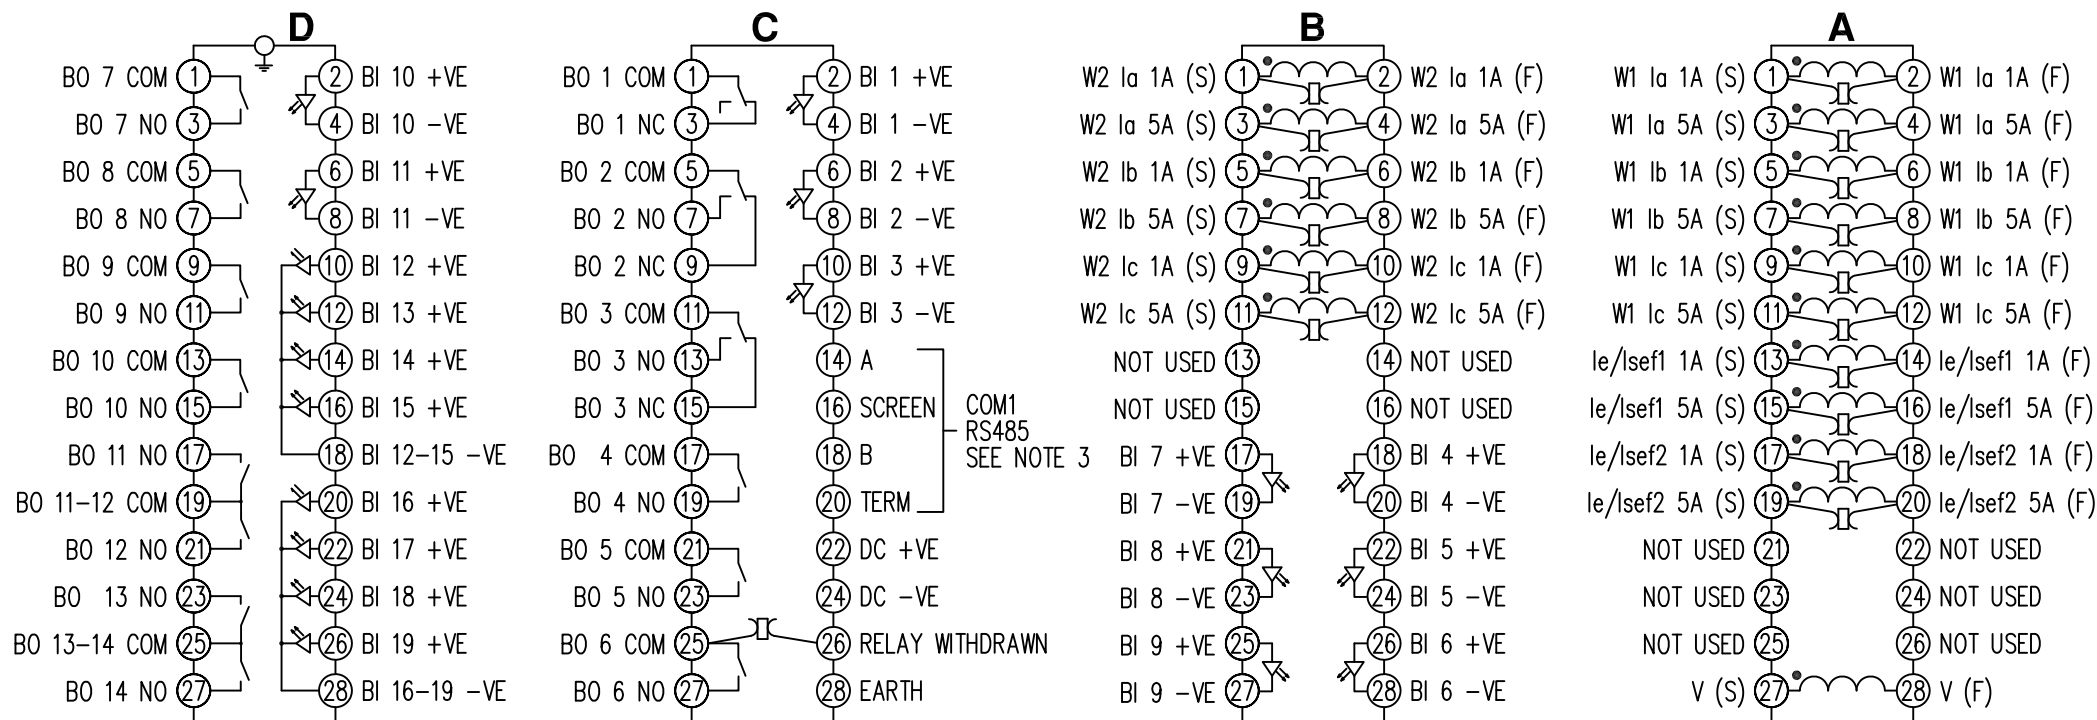 D
BO 7 COM 1 2 BI 10 +VE
BO 7 NO 3 4 BI 10 -VE
BO 8 COM 5 6 BI 11 +VE
BO 8 NO 7 8 BI 11 -VE
BO 9 COM 9 10 BI 12 +VE
BO 9 NO 11 12 BI 13 +VE
BO 10 COM 13 14 BI 14 +VE
BO 10 NO 15 16 BI 15 +VE
BO 11 NO 17 18 BI 12-15 -VE
BO 11-12 COM 19 20 BI 16 +VE
BO 12 NO 21 22 BI 17 +VE
BO 13 NO 23 24 BI 18 +VE
BO 13-14 COM 25 26 BI 19 +VE
BO 14 NO 27 28 BI 16-19 -VE
C
BO 1 COM 1 2 BI 1 +VE
BO 1 NC 3 4 BI 1 -VE
BO 2 COM 5 6 BI 2 +VE
BO 2 NO 7 8 BI 2 -VE
BO 2 NC 9 10 BI 3 +VE
BO 3 COM 11 12 BI 3 -VE
BO 3 NO 13 14 A
BO 3 NC 15 16 SCREEN
BO 4 COM 17 18 B
BO 4 NO 19 20 TERM
BO 5 COM 21 22 DC +VE
BO 5 NO 23 24 DC -VE
BO 6 COM 25 26 RELAY WITHDRAWN
BO 6 NO 27 28 EARTH
COM1
RS485
SEE NOTE 3
B
W2 Ia 1A (S) 1 2 W2 Ia 1A (F)
W2 Ia 5A (S) 3 4 W2 Ia 5A (F)
W2 Ib 1A (S) 5 6 W2 Ib 1A (F)
W2 Ib 5A (S) 7 8 W2 Ib 5A (F)
W2 Ic 1A (S) 9 10 W2 Ic 1A (F)
W2 Ic 5A (S) 11 12 W2 Ic 5A (F)
NOT USED 13 14 NOT USED
NOT USED 15 16 NOT USED
BI 7 +VE 17 18 BI 4 +VE
BI 7 -VE 19 20 BI 4 -VE
BI 8 +VE 21 22 BI 5 +VE
BI 8 -VE 23 24 BI 5 -VE
BI 9 +VE 25 26 BI 6 +VE
BI 9 -VE 27 28 BI 6 -VE
A
W1 Ia 1A (S) 1 2 W1 Ia 1A (F)
W1 Ia 5A (S) 3 4 W1 Ia 5A (F)
W1 Ib 1A (S) 5 6 W1 Ib 1A (F)
W1 Ib 5A (S) 7 8 W1 Ib 5A (F)
W1 Ic 1A (S) 9 10 W1 Ic 1A (F)
W1 Ic 5A (S) 11 12 W1 Ic 5A (F)
Ie/Isef1 1A (S) 13 14 Ie/Isef1 1A (F)
Ie/Isef1 5A (S) 15 16 Ie/Isef1 5A (F)
Ie/Isef2 1A (S) 17 18 Ie/Isef2 1A (F)
Ie/Isef2 5A (S) 19 20 Ie/Isef2 5A (F)
NOT USED 21 22 NOT USED
NOT USED 23 24 NOT USED
NOT USED 25 26 NOT USED
V (S) 27 28 V (F)